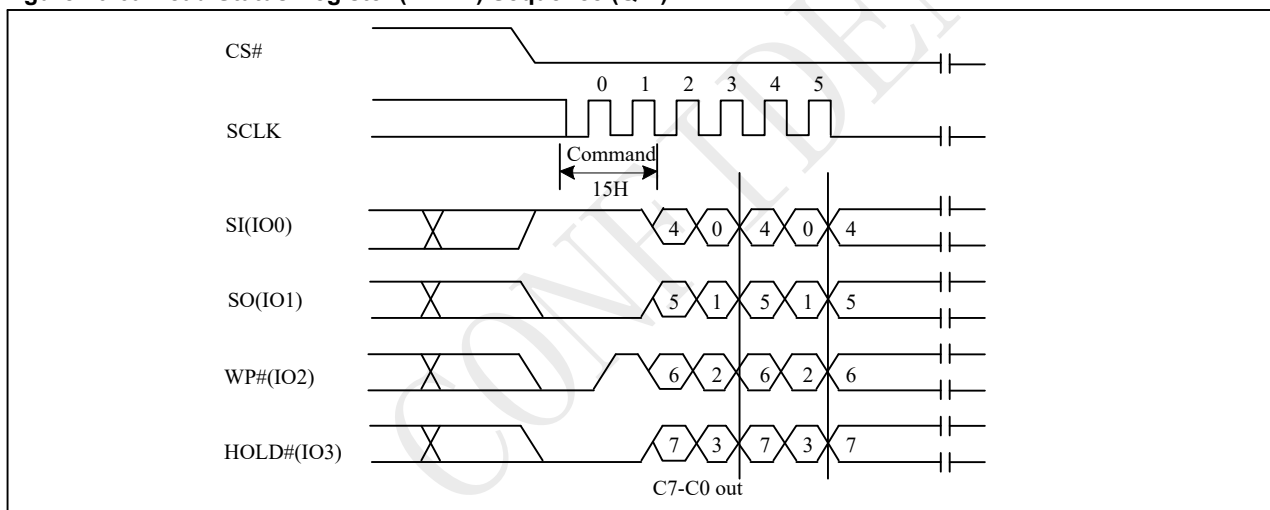 CS#
0 1 2 3 4 5
SCLK
Command
15H
SI(IO0) 4 0 4 0 4
SO(IO1) 5 1 5 1 5
WP#(IO2) 6 2 6 2 6
HOLD#(IO3) 7 3 7 3 7
C7-C0 out